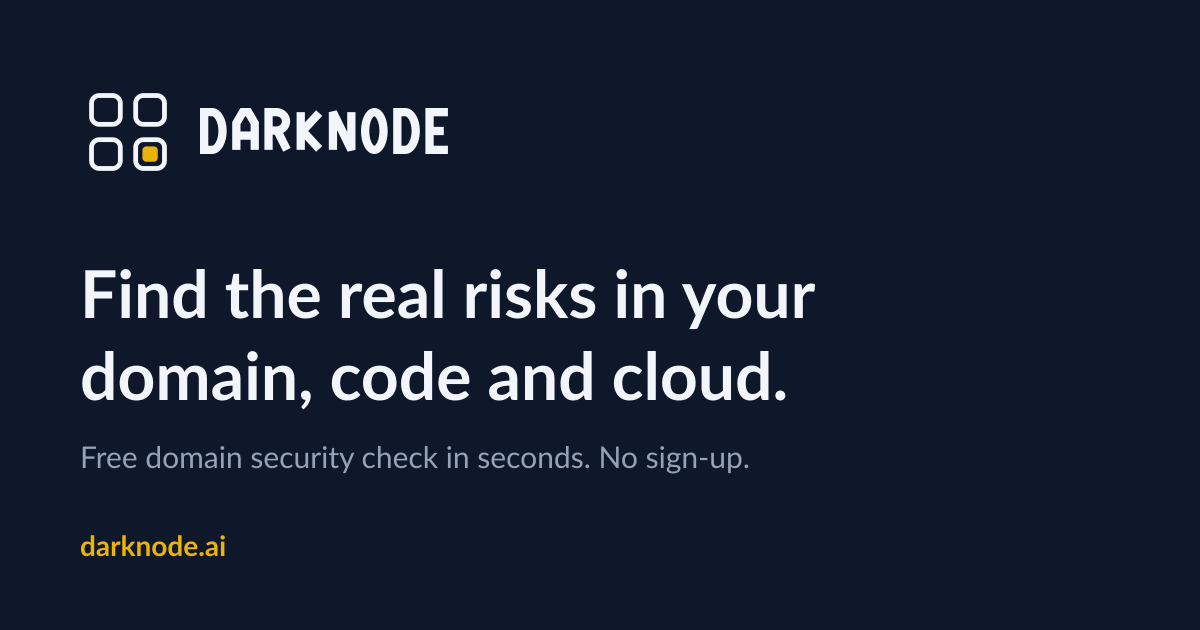 DARKNODE
Find the real risks in your
domain, code and cloud.
Free domain security check in seconds. No sign-up.
darknode.ai